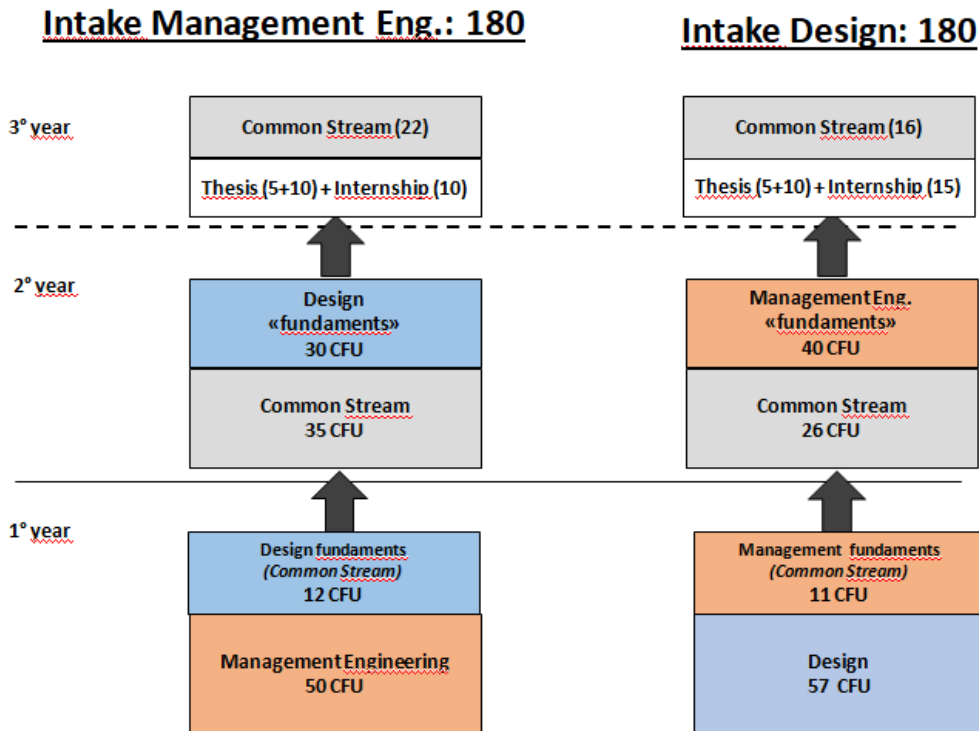 Intake Management Eng.: 180
Intake Design: 180
3° year
Common Stream (22)
Common Stream (16)
Thesis (5+10) + Internship (10)
Thesis (5+10) + Internship (15)
2° year
Design
«fundaments»
30 CFU
Management Eng.
«fundaments»
40 CFU
Common Stream
35 CFU
Common Stream
26 CFU
1° year
Design fundaments
(Common Stream)
12 CFU
Management fundaments
(Common Stream)
11 CFU
Management Engineering
50 CFU
Design
57 CFU